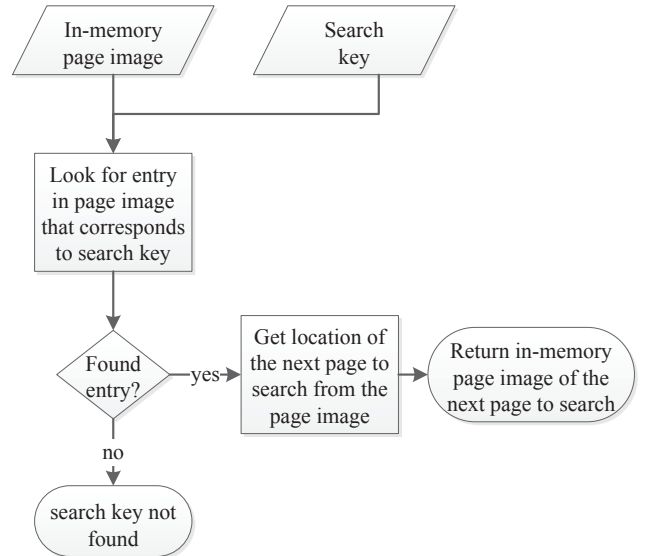 In-memory
page image
Search
key
Look for entry
in page image
that corresponds
to search key
Found
entry?
yes
Get location of
the next page to
search from the
page image
Return in-memory
page image of the
next page to search
no
search key not
found